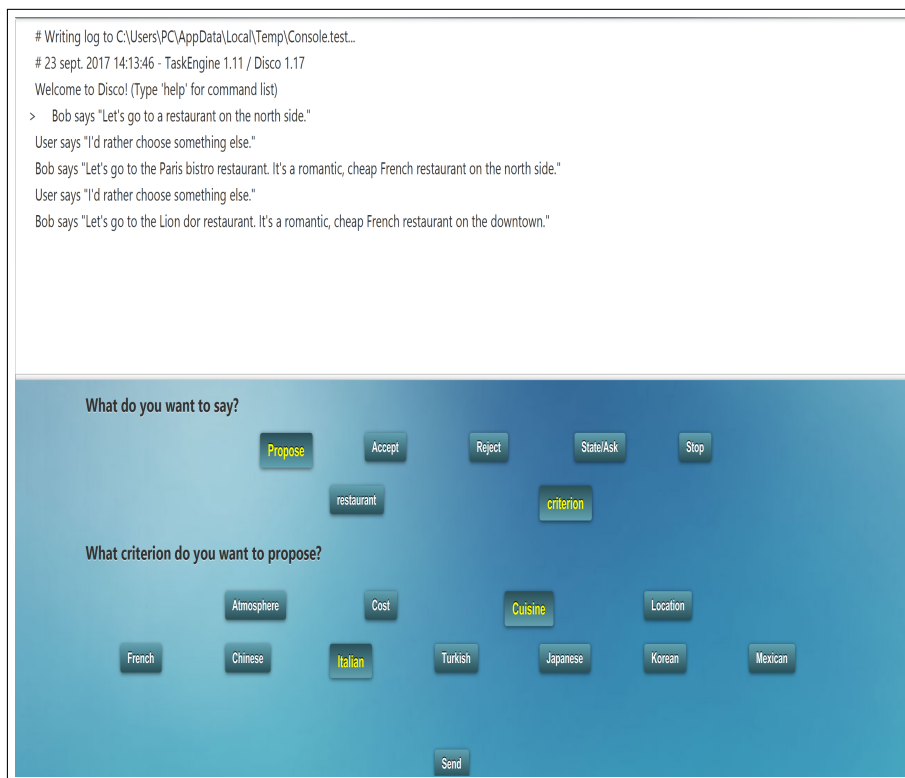 # Writing log to C:\Users\PC\AppData\Local\Temp\Console.test...
# 23 sept. 2017 14:13:46 - TaskEngine 1.11 / Disco 1.17
Welcome to Disco! (Type 'help' for command list)
> Bob says "Let's go to a restaurant on the north side."
User says "I'd rather choose something else."
Bob says "Let's go to the Paris bistro restaurant. It's a romantic, cheap French restaurant on the north side."
User says "I'd rather choose something else."
Bob says "Let's go to the Lion dor restaurant. It's a romantic, cheap French restaurant on the downtown."
What do you want to say?
Propose Accept Reject State/Ask Stop
restaurant criterion
What criterion do you want to propose?
Atmosphere Cost Cuisine Location
French Chinese Italian Turkish Japanese Korean Mexican
Send